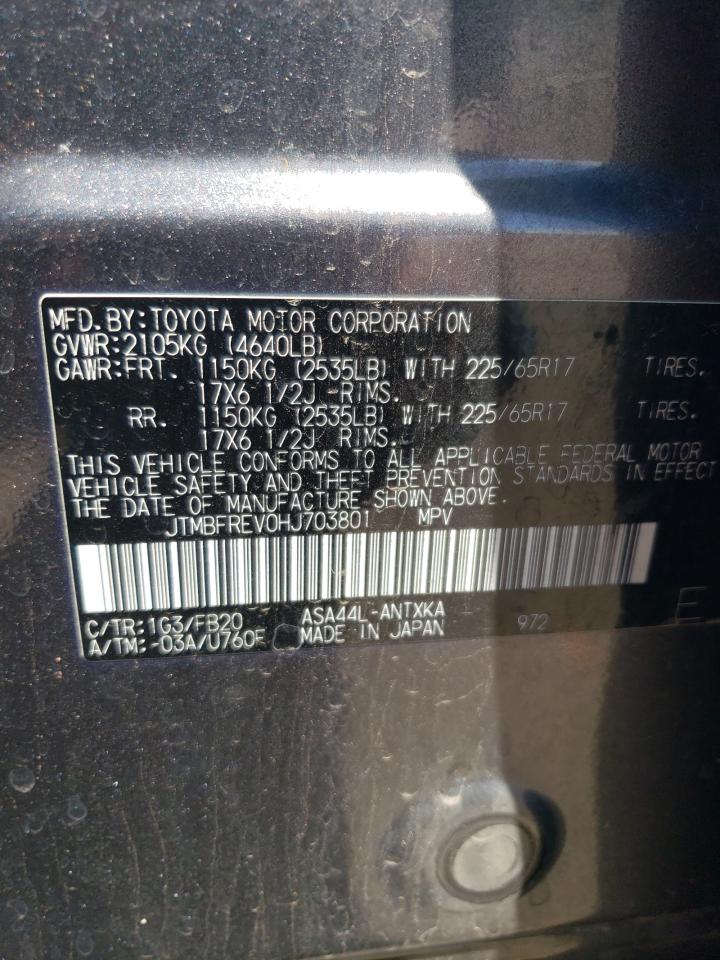 MFD.BY:TOYOTA MOTOR CORPORATION
GVWR:2105KG (4640LB)
GAWR:FRT. 1150KG (2535LB) WITH 225/65R17 TIRES.
17X6 1/2J RIMS.
RR. 1150KG (2535LB) WITH 225/65R17 TIRES.
17X6 1/2J RIMS.
THIS VEHICLE CONFORMS TO ALL APPLICABLE FEDERAL MOTOR
VEHICLE SAFETY AND THEFT PREVENTION STANDARDS IN EFFECT
THE DATE OF MANUFACTURE SHOWN ABOVE.
JTMBFREV0HJ703801 MPV
C/TR:1G3/FB20 ASA44L-ANTXKA 972 E
A/TM:-03A/U760F MADE IN JAPAN